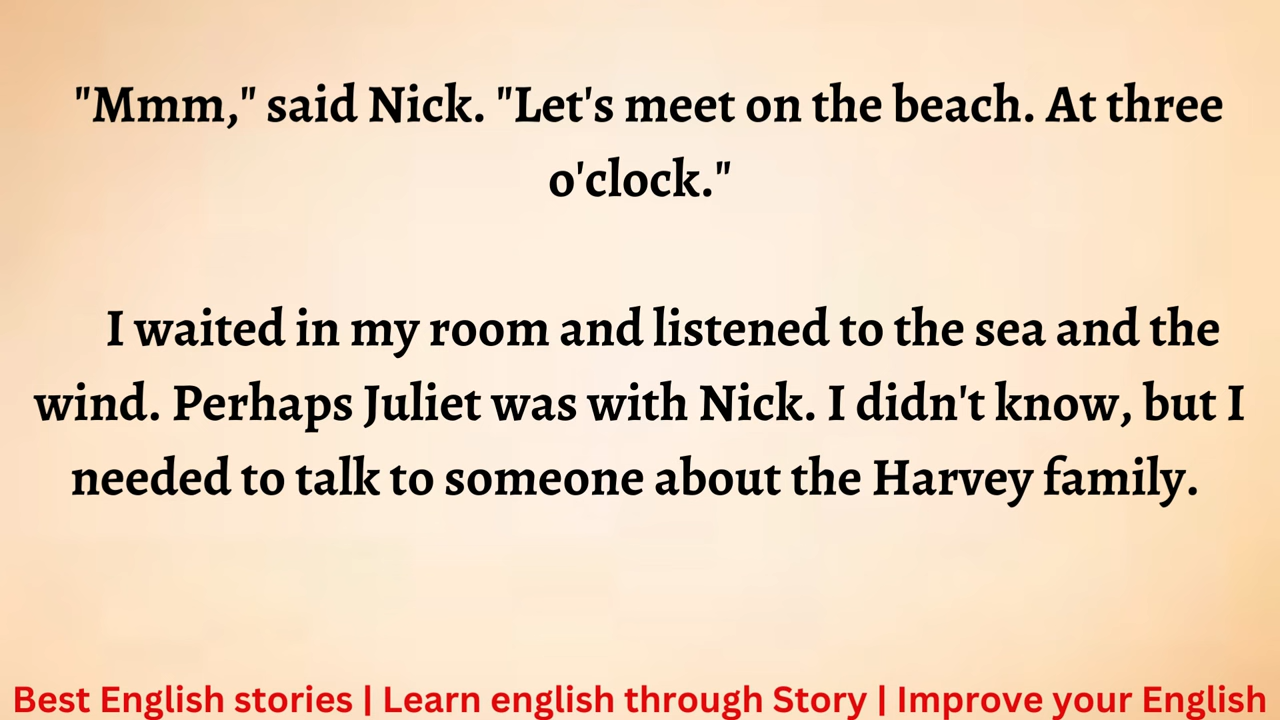 "Mmm," said Nick. "Let's meet on the beach. At three
o'clock."
I waited in my room and listened to the sea and the
wind. Perhaps Juliet was with Nick. I didn't know, but I
needed to talk to someone about the Harvey family.
Best English stories | Learn english through Story | Improve your English